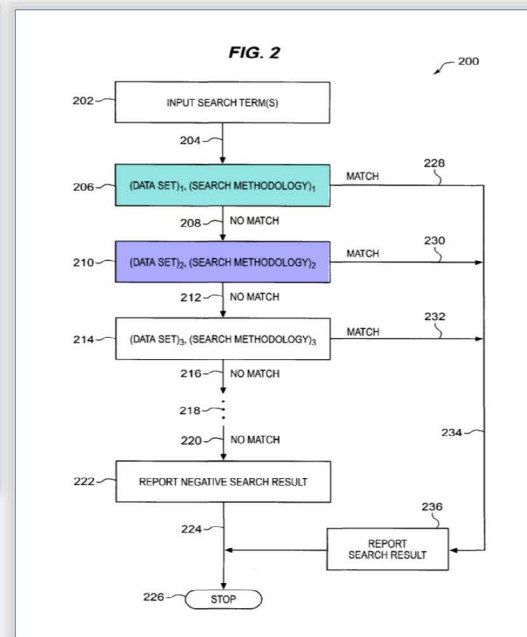 FIG. 2
200
202
INPUT SEARCH TERM(S)
204
206
(DATA SET)₁, (SEARCH METHODOLOGY)₁
MATCH
228
208
NO MATCH
210
(DATA SET)₂, (SEARCH METHODOLOGY)₂
MATCH
230
212
NO MATCH
214
(DATA SET)₃, (SEARCH METHODOLOGY)₃
MATCH
232
216
NO MATCH
218
220
NO MATCH
234
222
REPORT NEGATIVE SEARCH RESULT
224
236
REPORT
SEARCH RESULT
226
STOP